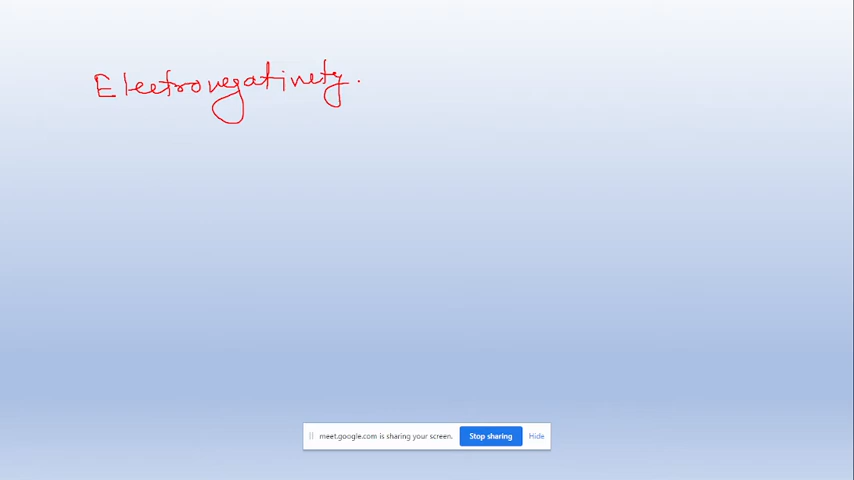 Electronegativity.
meet.google.com is sharing your screen. Stop sharing Hide